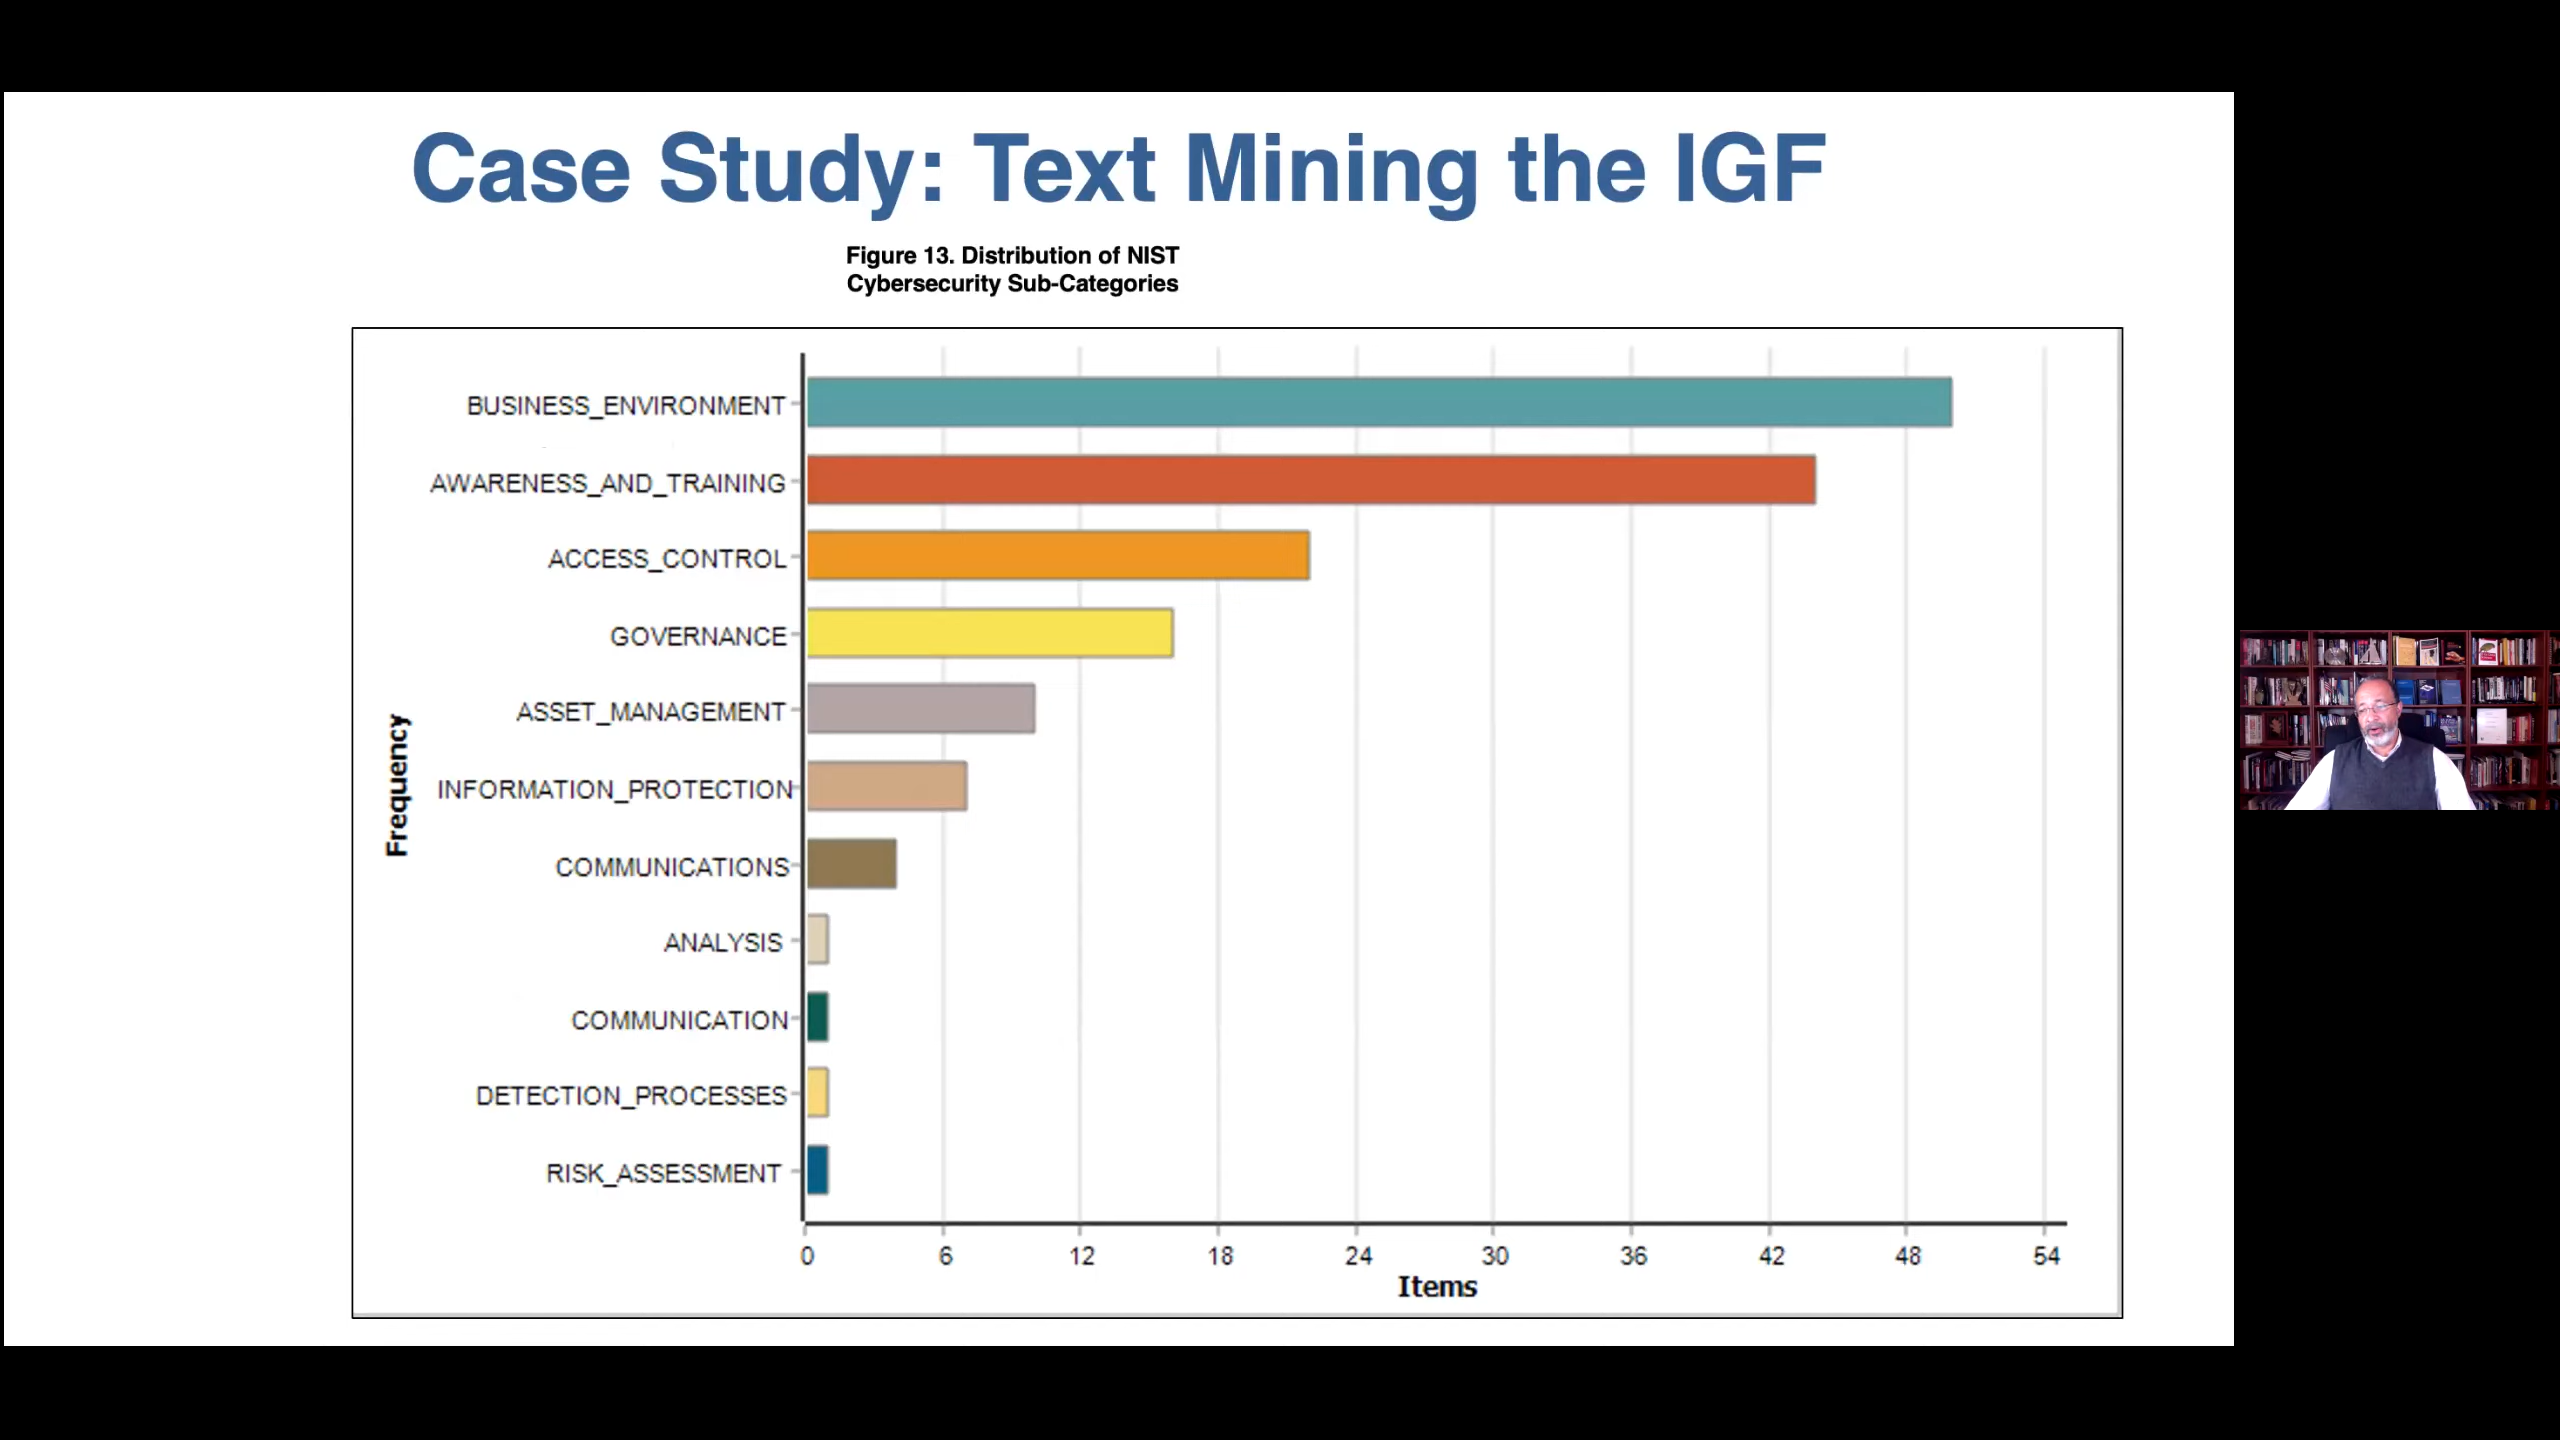 Case Study: Text Mining the IGF
Figure 13. Distribution of NIST
Cybersecurity Sub-Categories
BUSINESS_ENVIRONMENT
AWARENESS_AND_TRAINING
ACCESS_CONTROL
GOVERNANCE
ASSET_MANAGEMENT
INFORMATION_PROTECTION
COMMUNICATIONS
ANALYSIS
COMMUNICATION
DETECTION_PROCESSES
RISK_ASSESSMENT
Frequency
0 6 12 18 24 30 36 42 48 54
Items